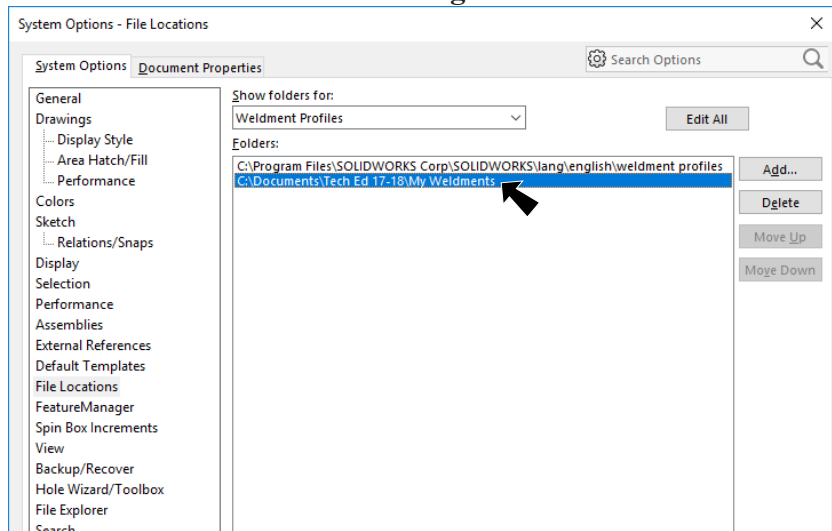 System Options - File Locations
Search Options
System Options Document Properties
General
Drawings
Display Style
Area Hatch/Fill
Performance
Colors
Sketch
Relations/Snaps
Display
Selection
Performance
Assemblies
External References
Default Templates
File Locations
FeatureManager
Spin Box Increments
View
Backup/Recover
Hole Wizard/Toolbox
File Explorer
Search
Show folders for:
Weldment Profiles
Edit All
Folders:
C:\Program Files\SOLIDWORKS Corp\SOLIDWORKS\lang\english\weldment profiles
C:\Documents\Tech Ed 17-18\My Weldments
Add...
Delete
Move Up
Move Down